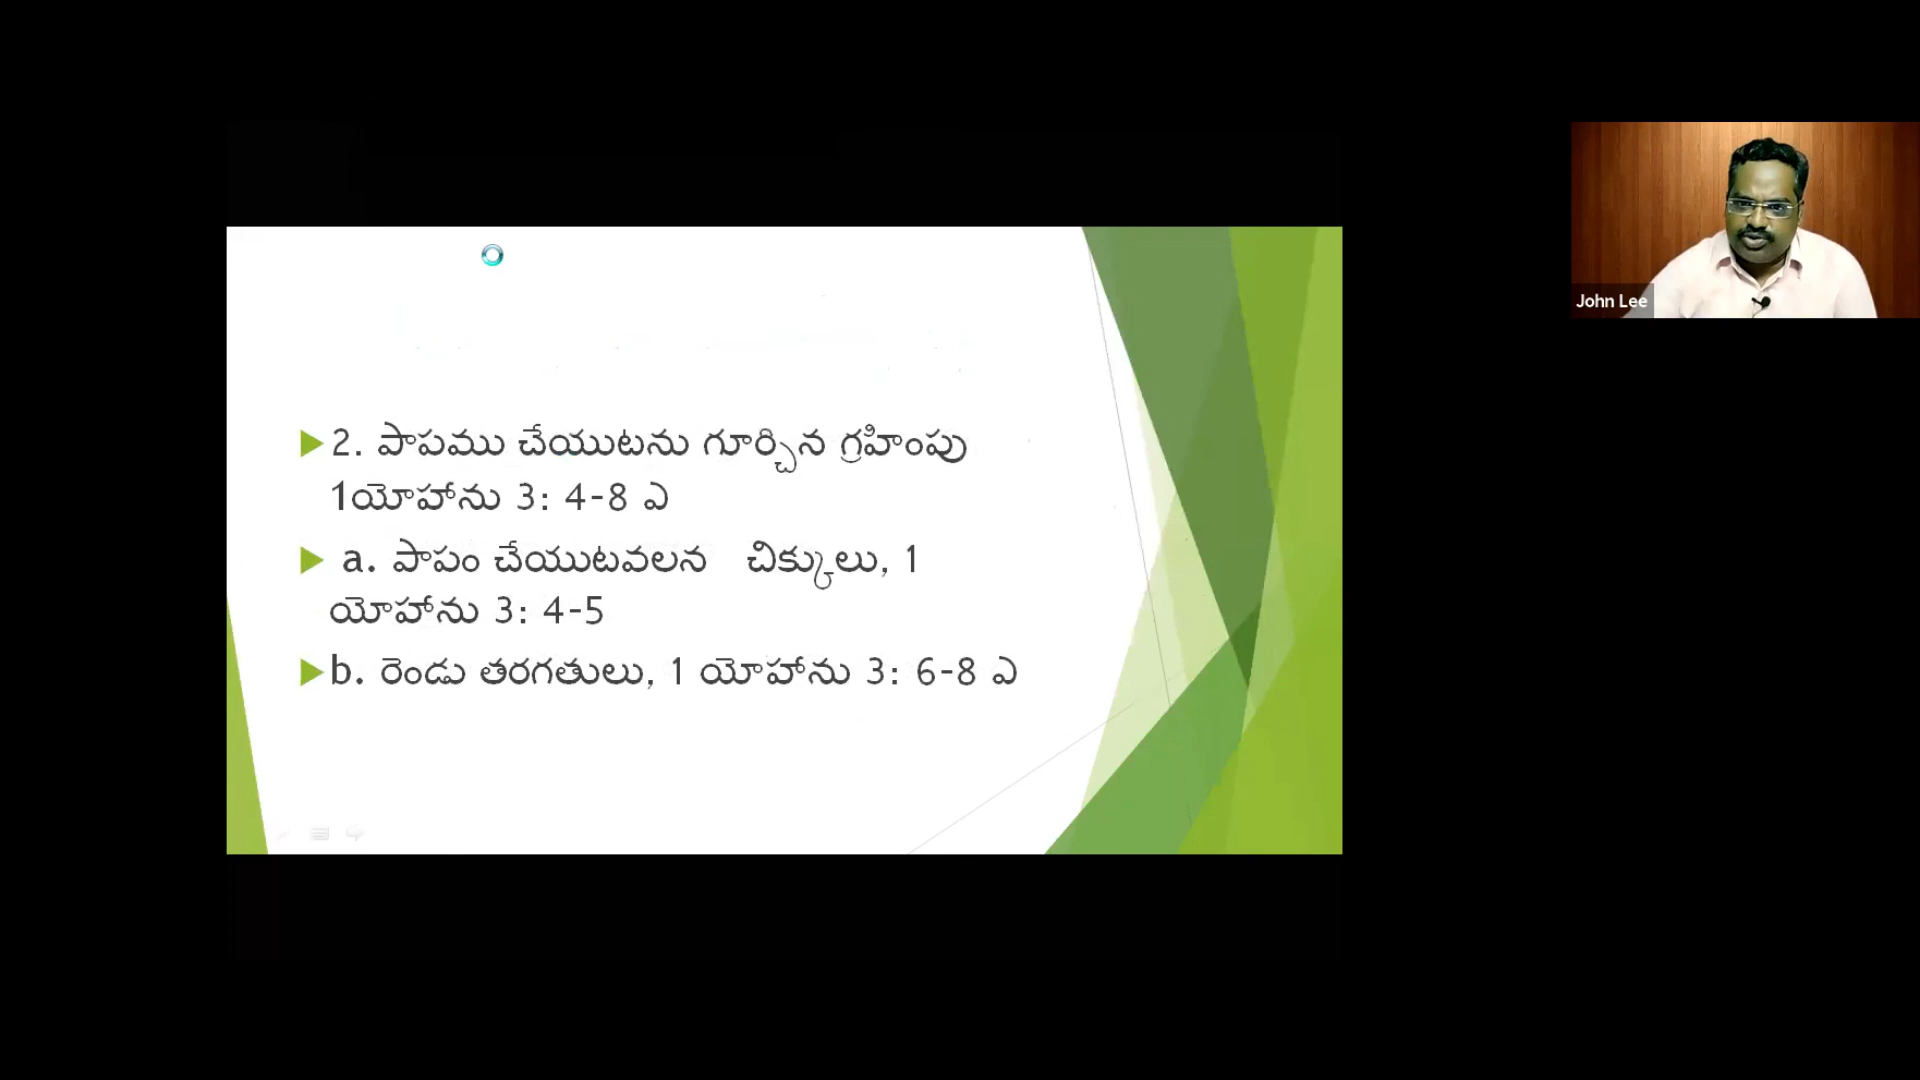 2. పాపము చేయుటను గూర్చిన గ్రహింపు
1యోహాను 3: 4-8 ఎ
a. పాపం చేయుటవలన చిక్కులు, 1
యోహాను 3: 4-5
b. రెండు తరగతులు, 1 యోహాను 3: 6-8 ఎ
John Lee